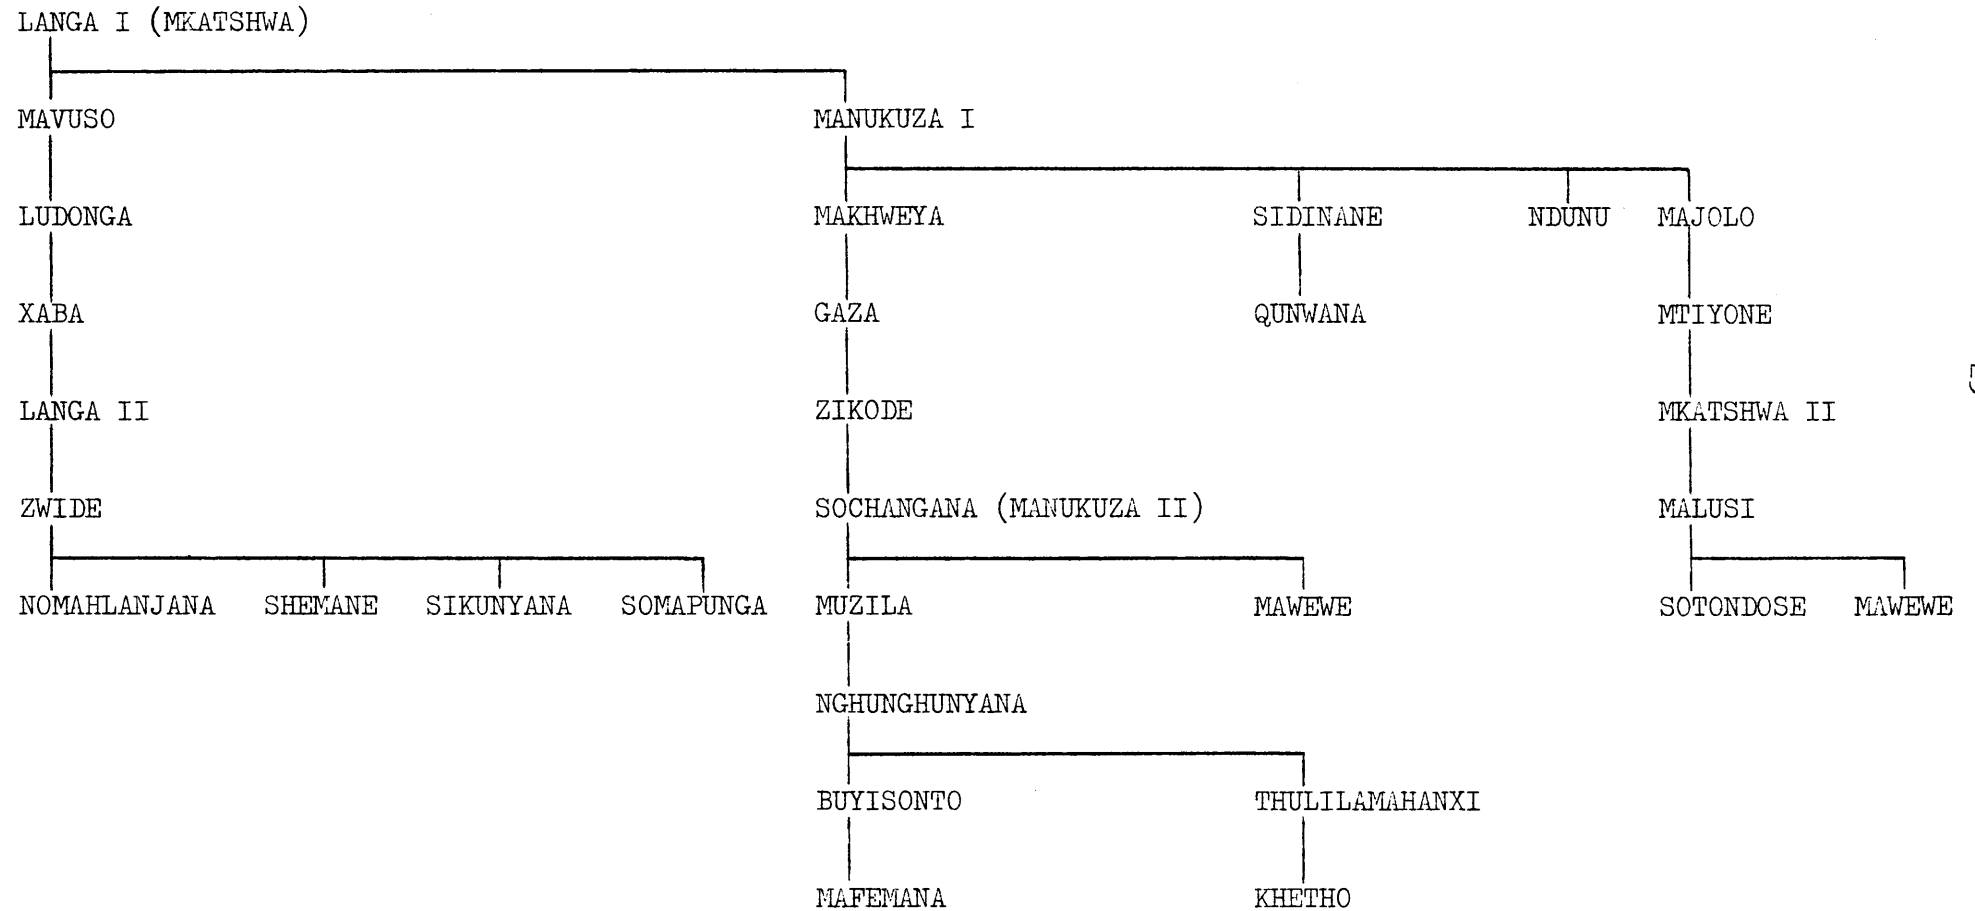 LANGA I (MKATSHWA)
MAVUSO MANUKUZA I
LUDONGA MAKHWEYA SIDINANE NDUNU MAJOLO
XABA GAZA QUNWANA MTIYONE
LANGA II ZIKODE MKATSHWA II
ZWIDE SOCHANGANA (MANUKUZA II) MALUSI
NOMAHLANJANA SHEMANE SIKUNYANA SOMAPUNGA MUZILA MAWEWE SOTONDOSE MAWEWE
NGHUNGHUNYANA
BUYISONTO THULILAMAHANXI
MAFEMANA KHETHO